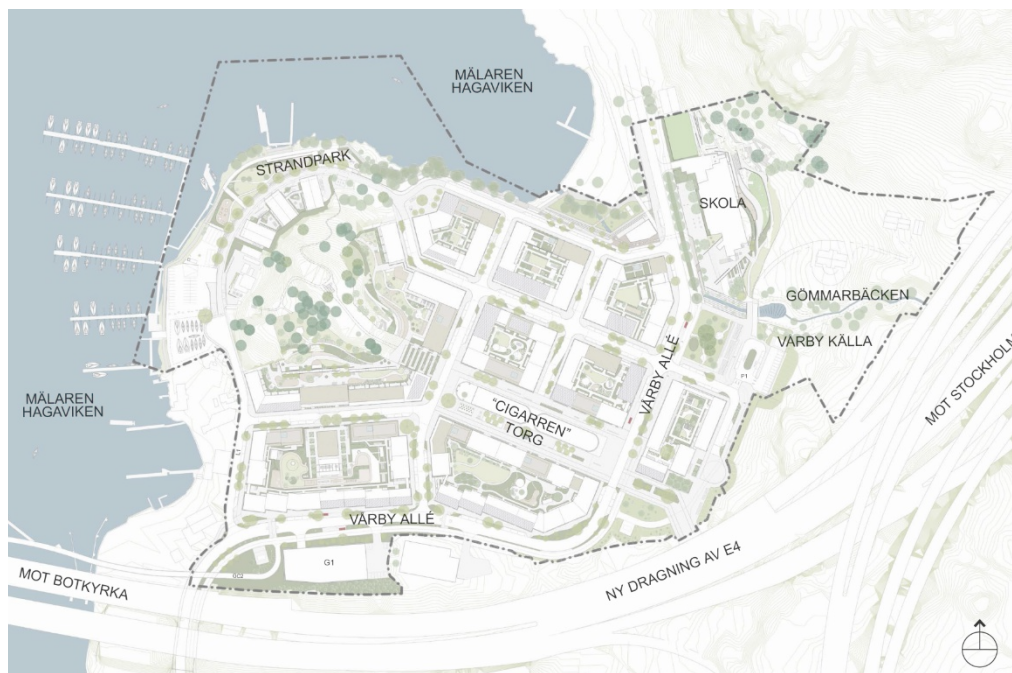 MÄLAREN
HAGAVIKEN
STRANDPARK
SKOLA
GÖMMARBÄCKEN
VÅRBY KÄLLA
MOT STOCKHOLM
VÅRBY ALLÉ
F1
MÄLAREN
HAGAVIKEN
"CIGARREN"
TORG
VÅRBY ALLÉ
G1
MOT BOTKYRKA
NY DRAGNING AV E4